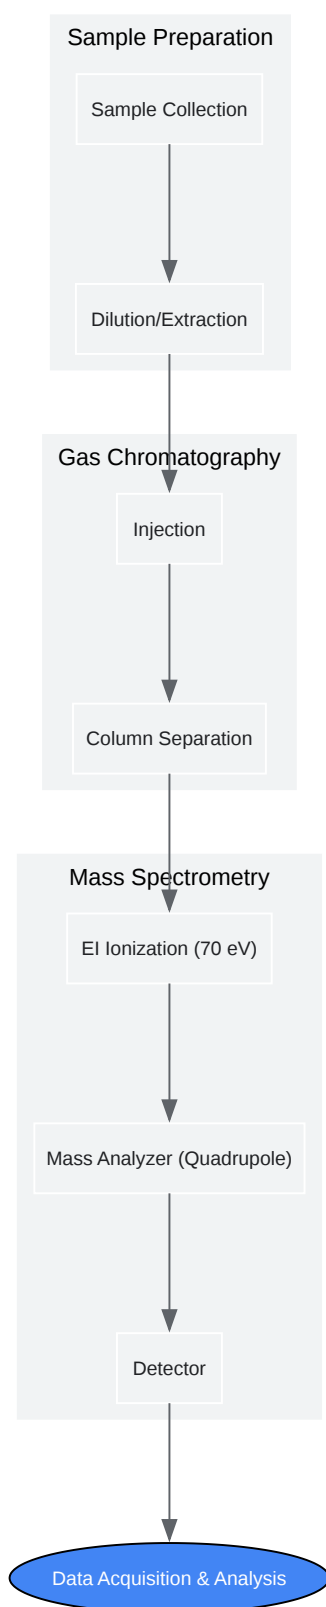 Sample Preparation
Sample Collection
Dilution/Extraction
Gas Chromatography
Injection
Column Separation
Mass Spectrometry
EI Ionization (70 eV)
Mass Analyzer (Quadrupole)
Detector
Data Acquisition & Analysis